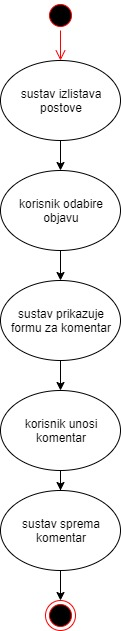 sustav izlistava
postove
korisnik odabire
objavu
sustav prikazuje
formu za komentar
korisnik unosi
komentar
sustav sprema
komentar